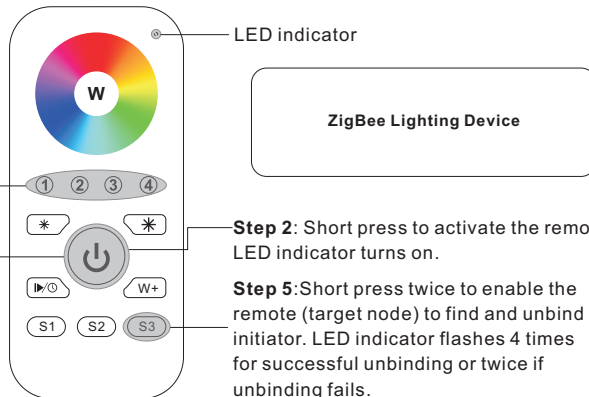 LED indicator
W
ZigBee Lighting Device
1 2 3 4
Step 2: Short press to activate the remo
LED indicator turns on.
W+
Step 5:Short press twice to enable the
S1 S2 S3
remote (target node) to find and unbind
initiator. LED indicator flashes 4 times
for successful unbinding or twice if
unbinding fails.